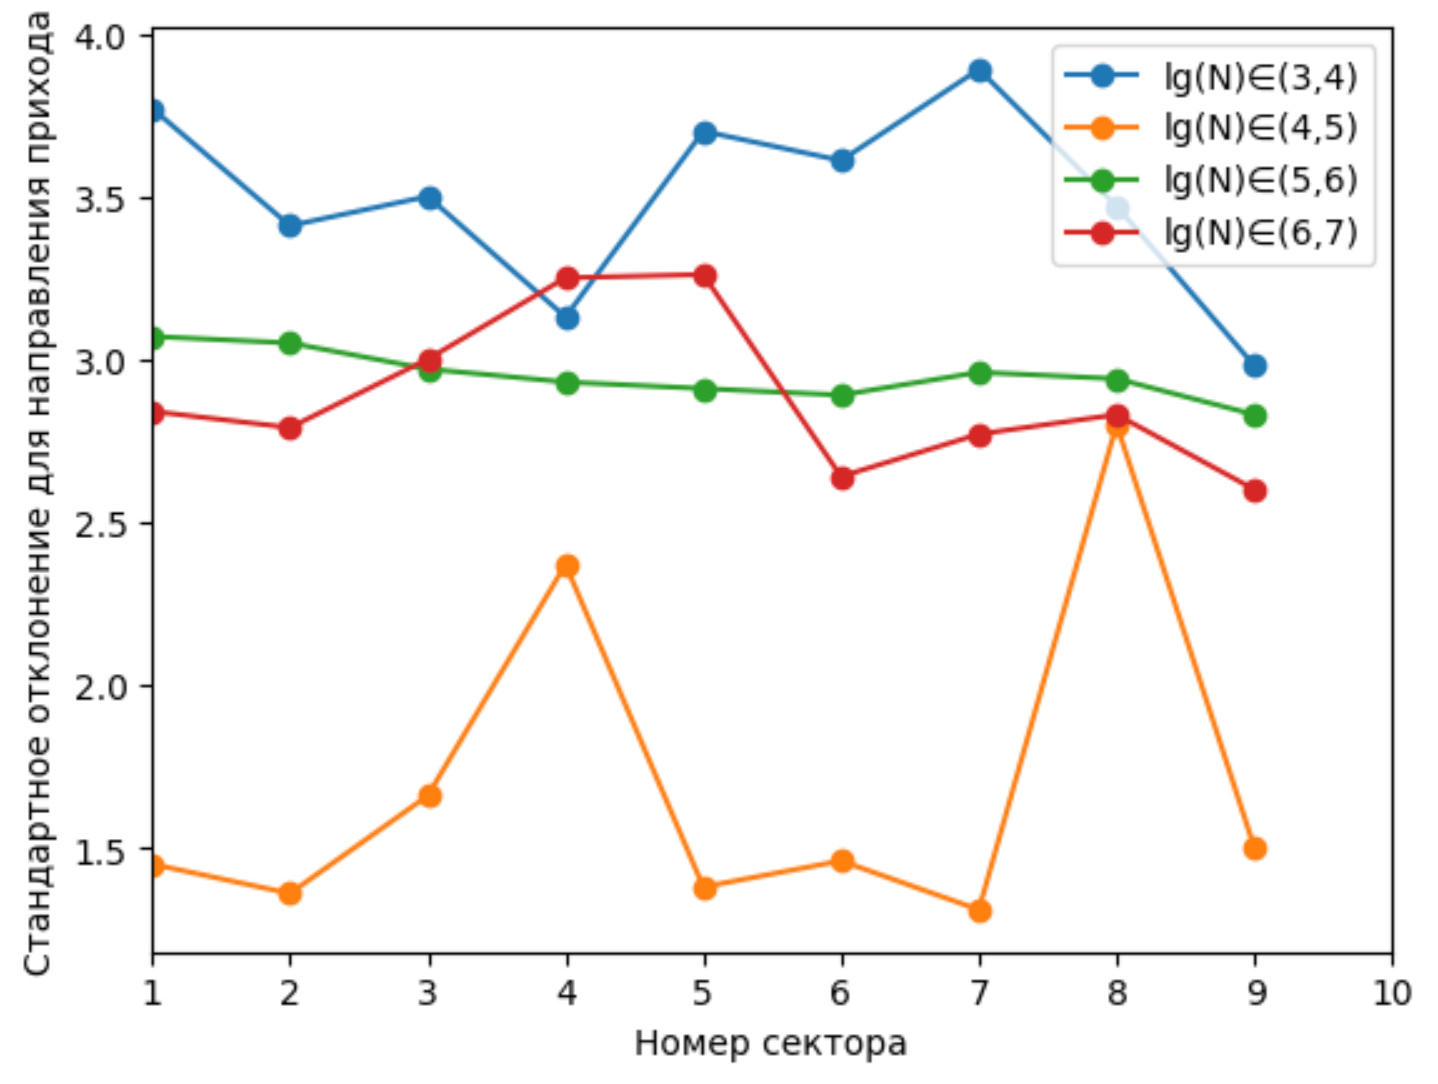 Стандартное отклонение для направления прихода
4.0
3.5
3.0
2.5
2.0
1.5
lg(N)∈(3,4)
lg(N)∈(4,5)
lg(N)∈(5,6)
lg(N)∈(6,7)
1 2 3 4 5 6 7 8 9 10
Номер сектора